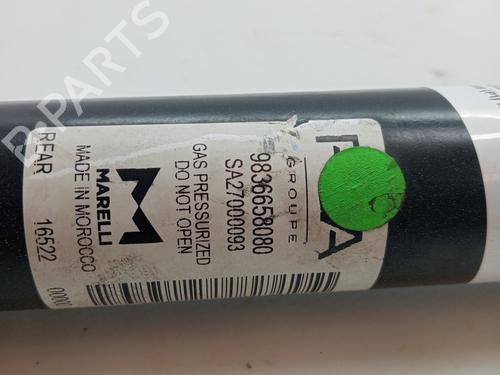 GROUPE
9836658080
SA27000093
GAS PRESSURIZED
DO NOT OPEN
MARELLI
MADE IN MOROCCO
REAR 16522
B-PARTS